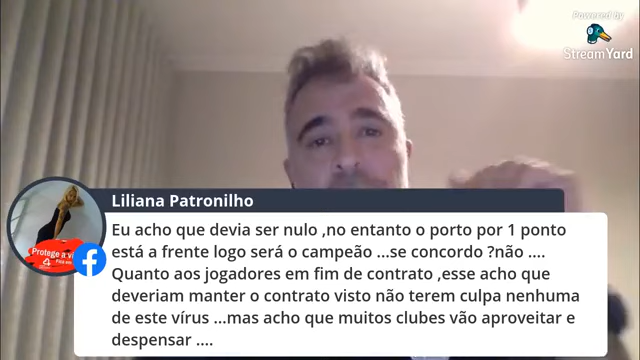 Powered by
StreamYard
Liliana Patronilho
Eu acho que devia ser nulo ,no entanto o porto por 1 ponto
está a frente logo será o campeão ...se concordo ?não ....
Quanto aos jogadores em fim de contrato ,esse acho que
deveriam manter o contrato visto não terem culpa nenhuma
de este vírus ...mas acho que muitos clubes vão aproveitar e
despensar ....
Protege a